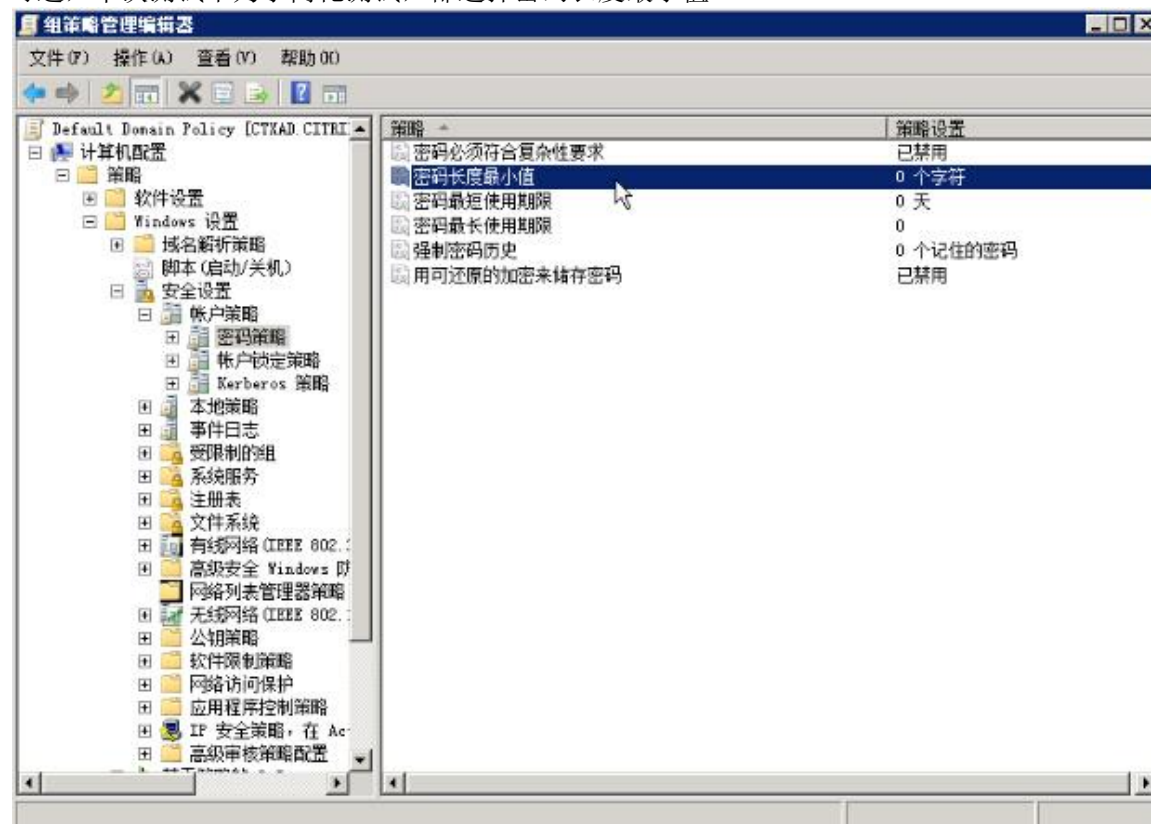 组策略管理编辑器
文件(F) 操作(A) 查看(V) 帮助(H)
Default Domain Policy [CTXAD.CITRI
计算机配置
策略
软件设置
Windows 设置
域名解析策略
脚本(启动/关机)
安全设置
帐户策略
密码策略
帐户锁定策略
Kerberos 策略
本地策略
事件日志
受限制的组
系统服务
注册表
文件系统
有线网络(IEEE 802.
高级安全 Windows 防
网络列表管理器策略
无线网络(IEEE 802.
公钥策略
软件限制策略
网络访问保护
应用程序控制策略
IP 安全策略，在 Ac
高级审核策略配置
策略 策略设置
密码必须符合复杂性要求 已禁用
密码长度最小值 0 个字符
密码最短使用期限 0 天
密码最长使用期限 0
强制密码历史 0 个记住的密码
用可还原的加密来储存密码 已禁用